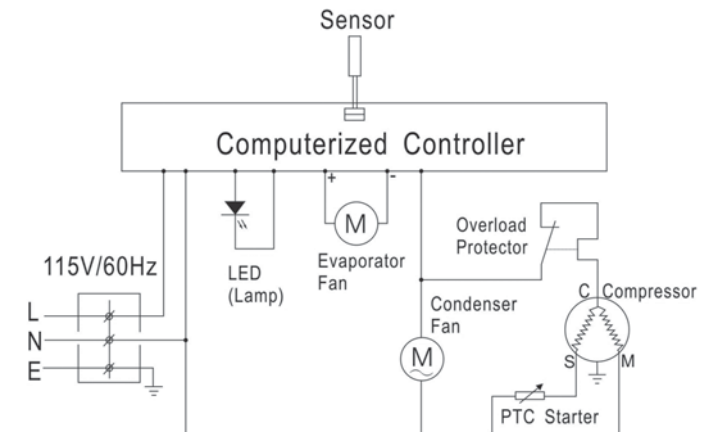 Sensor
Computerized Controller
+ -
M
Overload
Protector
115V/60Hz
LED
(Lamp)
Evaporator
Fan
L
N
E
Condenser
Fan
M
C Compressor
S M
PTC Starter